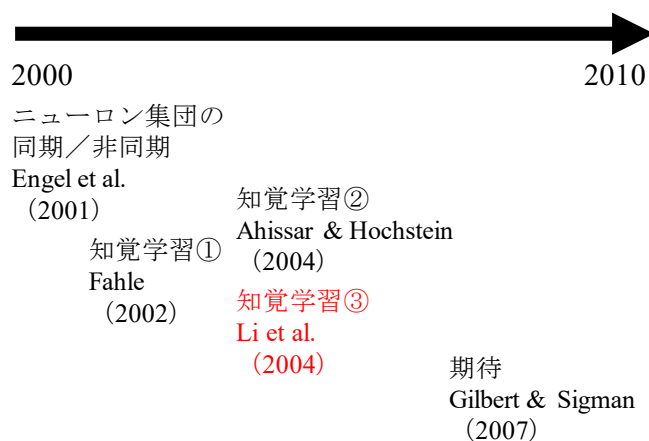 2000
2010
ニューロン集団の
同期／非同期
Engel et al.
（2001）
知覚学習①
Fahle
（2002）
知覚学習②
Ahissar & Hochstein
（2004）
知覚学習③
Li et al.
（2004）
期待
Gilbert & Sigman
（2007）